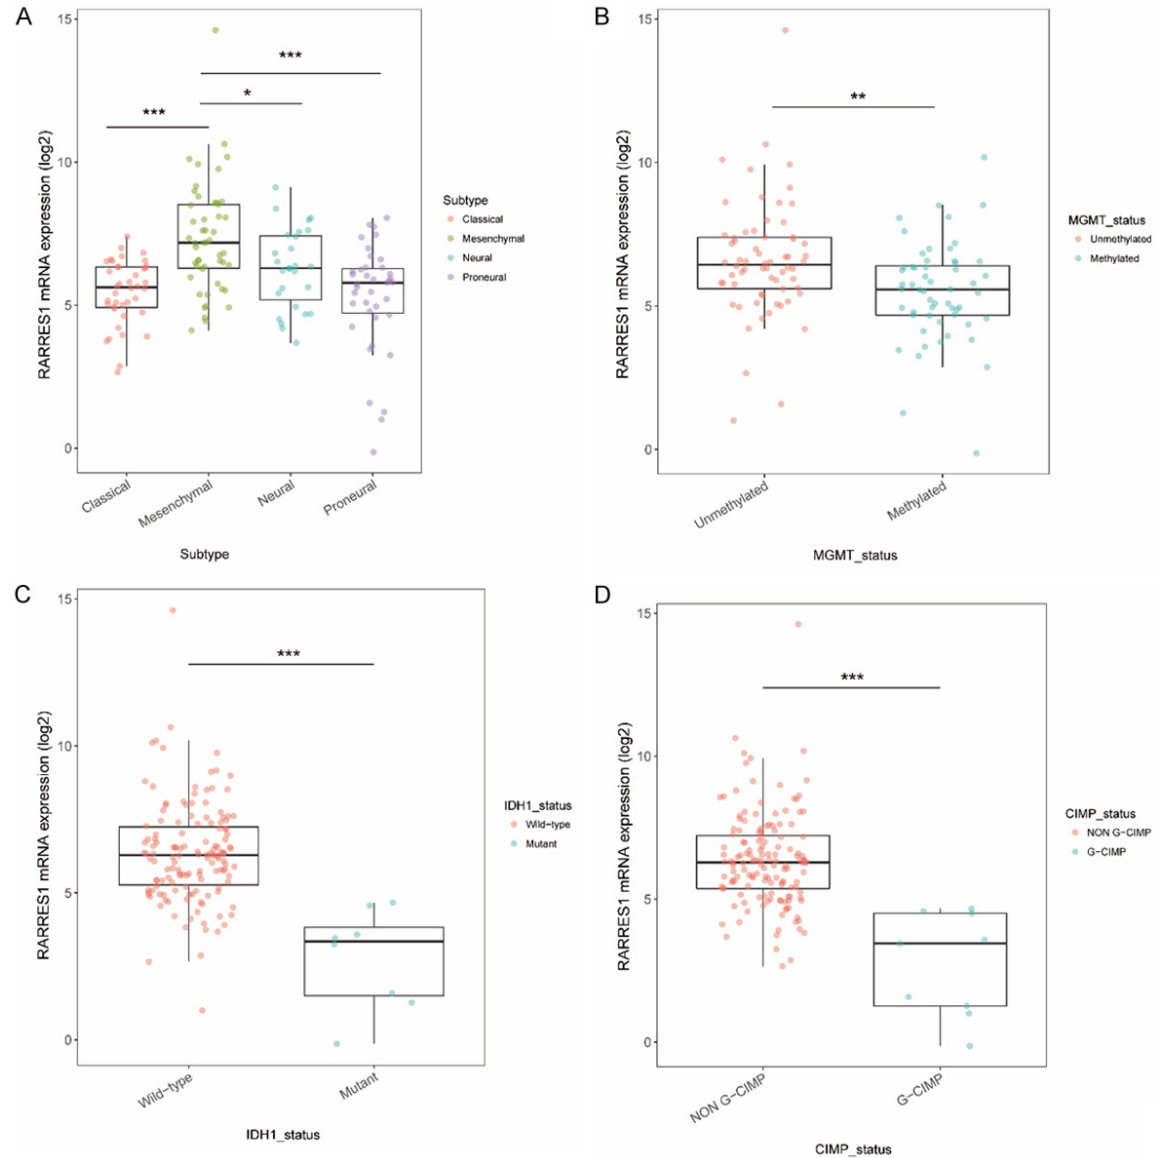 A
RARRES1 mRNA expression (log2)
15
10
5
0
***
***
*
Classical
Mesenchymal
Neural
Proneural
Subtype
Subtype
Classical
Mesenchymal
Neural
Proneural
B
RARRES1 mRNA expression (log2)
15
10
5
0
**
Unmethylated
Methylated
MGMT_status
MGMT_status
Unmethylated
Methylated
C
RARRES1 mRNA expression (log2)
15
10
5
0
***
Wild-type
Mutant
IDH1_status
IDH1_status
Wild-type
Mutant
D
RARRES1 mRNA expression (log2)
15
10
5
0
***
NON G-CIMP
G-CIMP
CIMP_status
CIMP_status
NON G-CIMP
G-CIMP